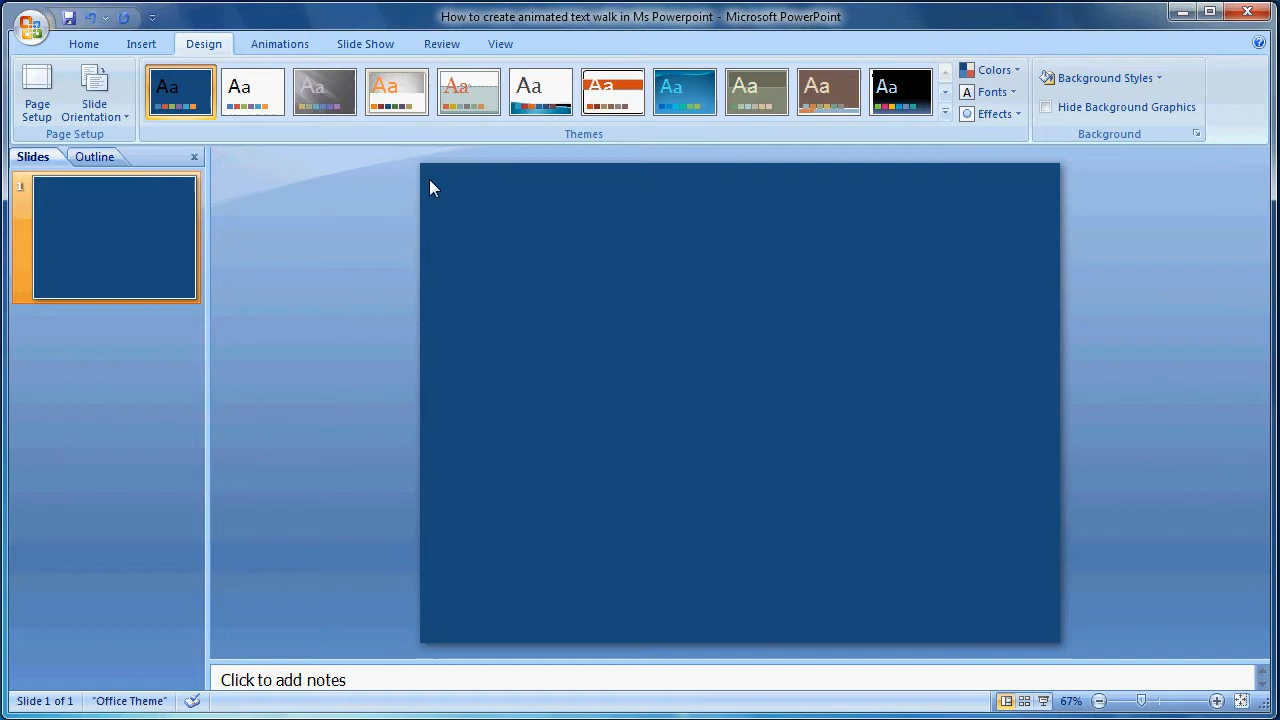 How to create animated text walk in Ms Powerpoint - Microsoft PowerPoint
Home Insert Design Animations Slide Show Review View
Page Setup
Slide Orientation
Page Setup
Aa Aa Aa Aa Aa Aa Aa Aa Aa Aa Aa
Themes
Colors
Fonts
Effects
Background Styles
Hide Background Graphics
Background
Slides Outline
1
Click to add notes
Slide 1 of 1 "Office Theme" 67%